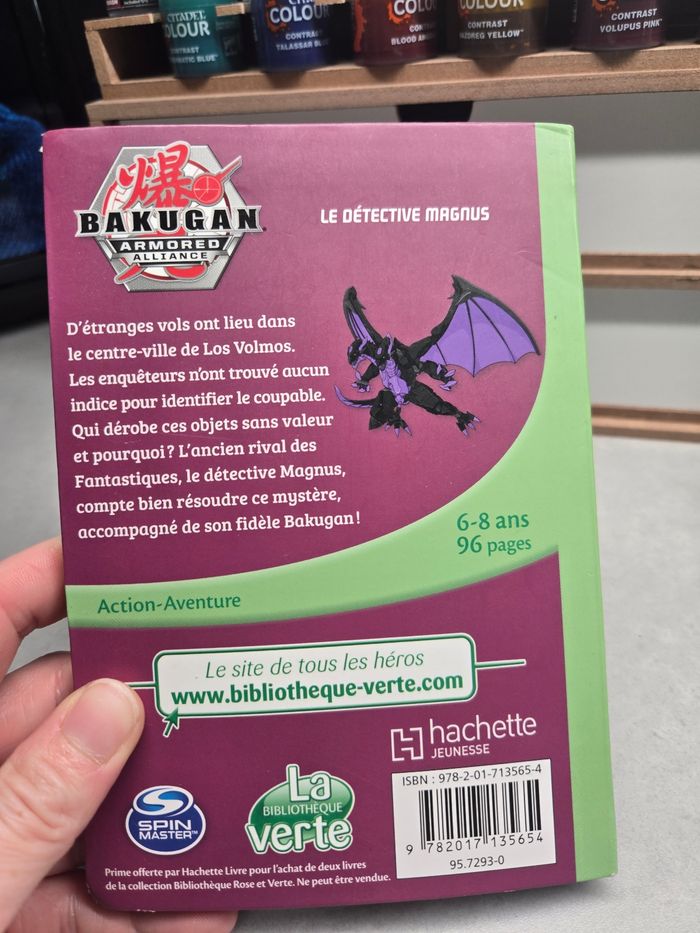 CITADEL
COLOUR
CONTRAST
COLOUR
CONTRAST
TALASSAR BLUE
CONTRAST
COLOUR
CONTRAST
CONTRAST
VOLUPUS PINK
爆
BAKUGAN
ARMORED
ALLIANCE
LE DÉTECTIVE MAGNUS
D'étranges vols ont lieu dans
le centre-ville de Los Volmos.
Les enquêteurs n'ont trouvé aucun
indice pour identifier le coupable.
Qui dérobe ces objets sans valeur
et pourquoi ? L'ancien rival des
Fantastiques, le détective Magnus,
compte bien résoudre ce mystère,
accompagné de son fidèle Bakugan !
6-8 ans
96 pages
Action-Aventure
Le site de tous les héros
www.bibliotheque-verte.com
hachette
JEUNESSE
ISBN : 978-2-01-713565-4
9 782017 135654
95.7293-0
SPIN
MASTER™
La
BIBLIOTHÈQUE
verte
Prime offerte par Hachette Livre pour l'achat de deux livres
de la collection Bibliothèque Rose et Verte. Ne peut être vendue.